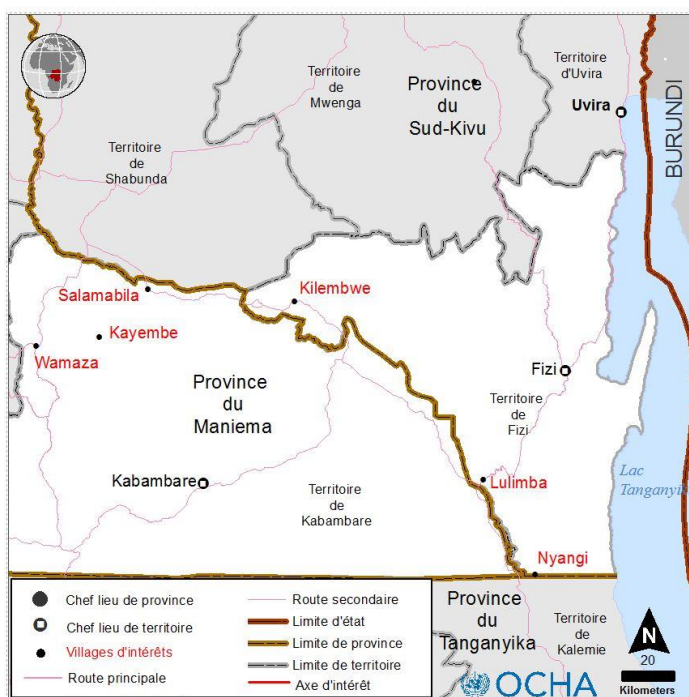 Territoire
de
Mwenga
Province
du
Sud-Kivu
Territoire
d'Uvira
Uvira
BURUNDI
Territoire
de
Shabunda
Salamabila
Kilembwe
Kayembe
Wamaza
Province
du
Maniema
Fizi
Territoire
de
Fizi
Kabambare
Territoire
de
Kabambare
Lulimba
Lac
Tanganyik
Nyangi
Province
du
Tanganyika
Territoire
de
Kalemie
Chef lieu de province
Chef lieu de territoire
Villages d'intérêts
Route principale
Route secondaire
Limite d'état
Limite de province
Limite de territoire
Axe d'intérêt
OCHA
N
20
Kilometers